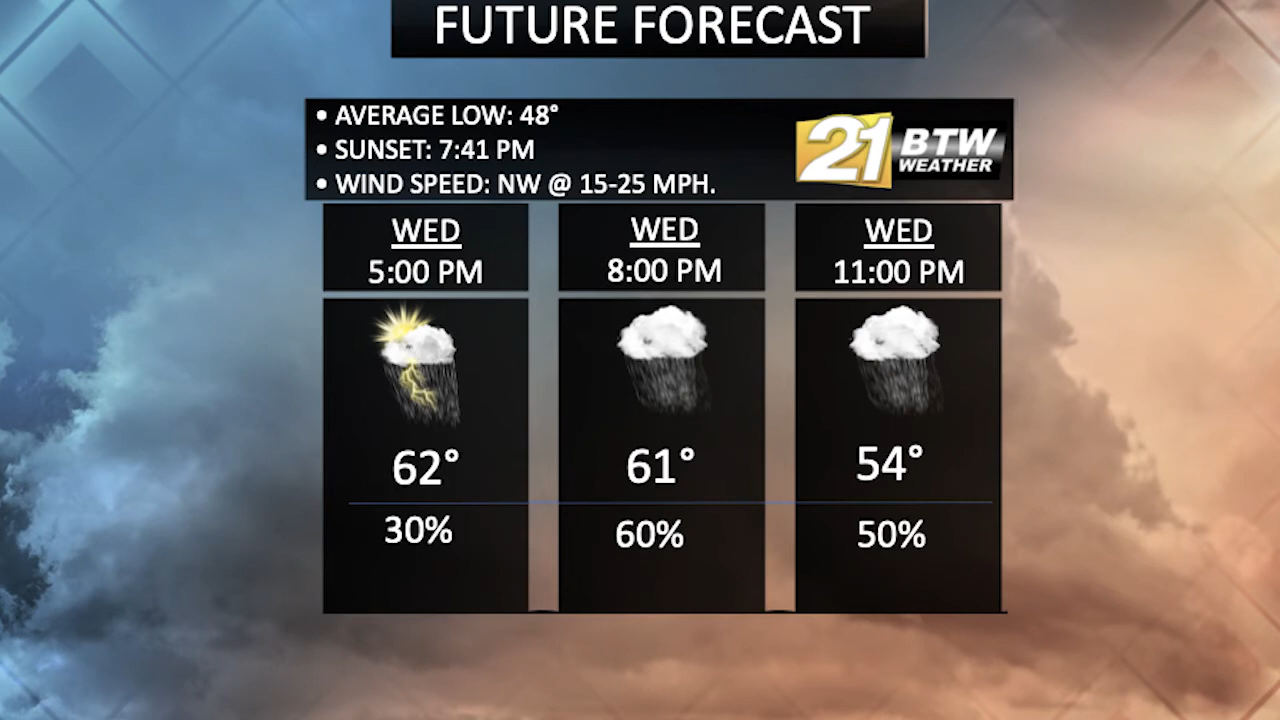 FUTURE FORECAST
• AVERAGE LOW: 48°
• SUNSET: 7:41 PM
• WIND SPEED: NW @ 15-25 MPH.
21 BTW
WEATHER
WED
5:00 PM
WED
8:00 PM
WED
11:00 PM
62°
61°
54°
30%
60%
50%